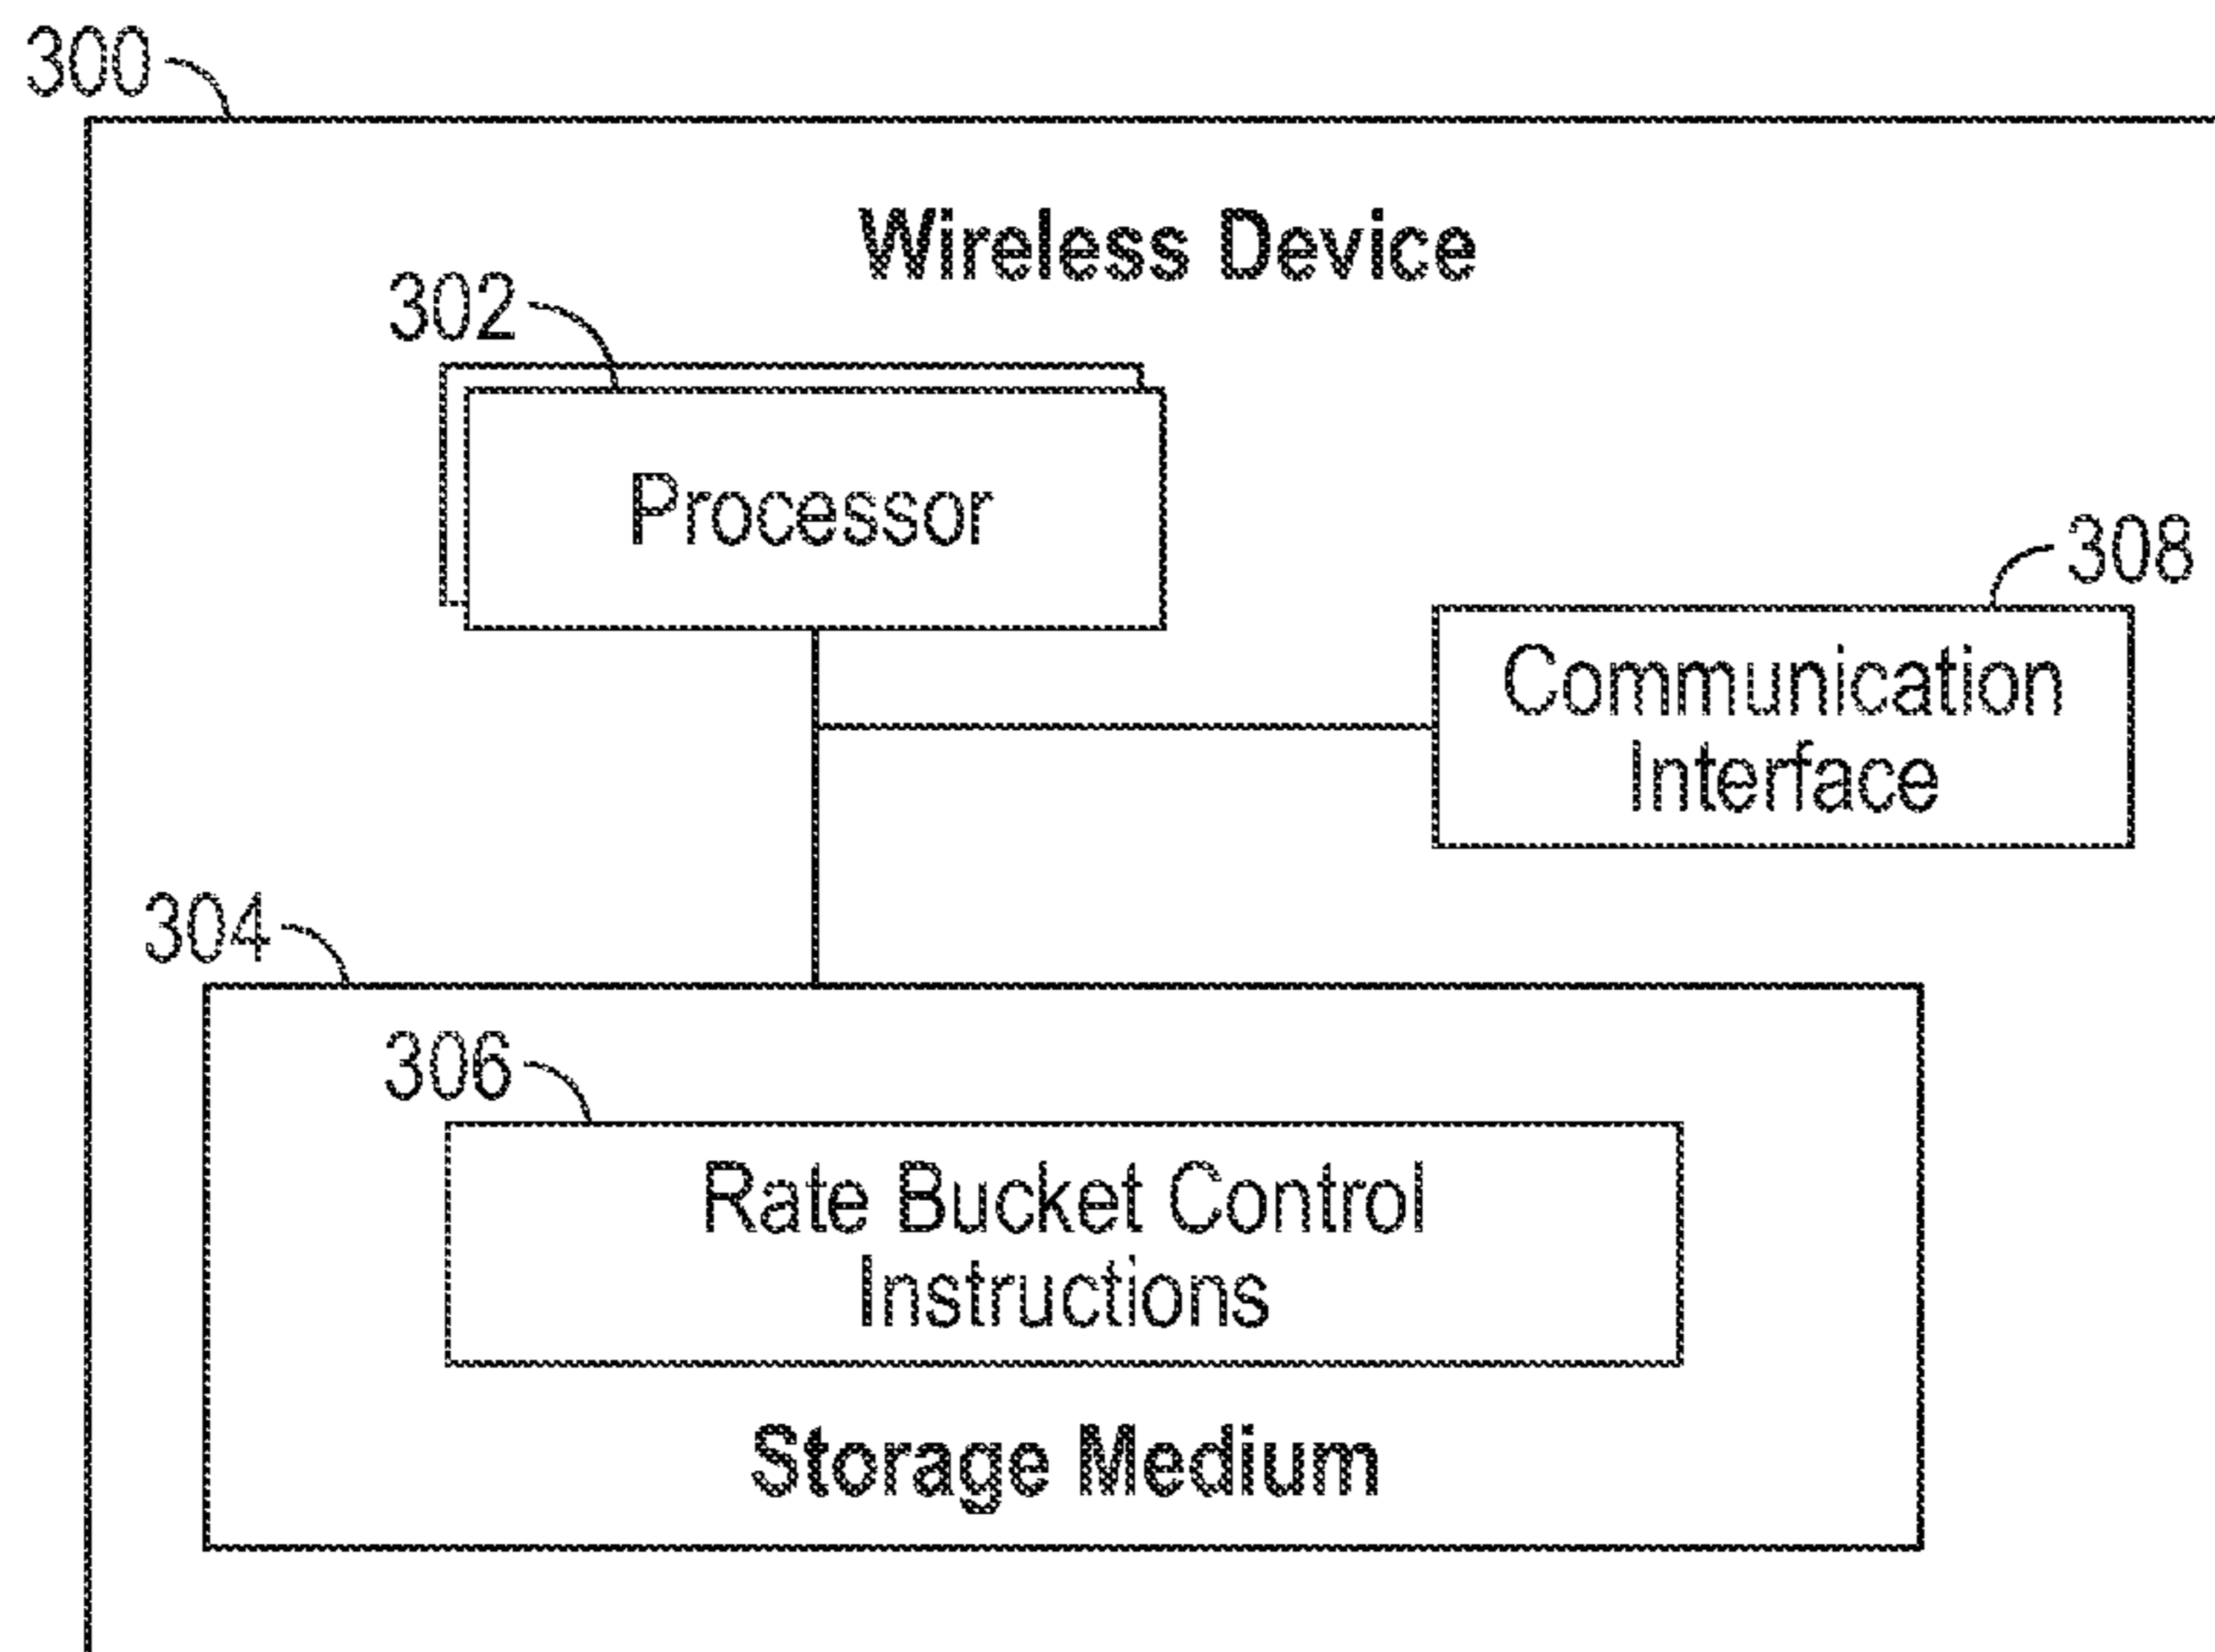 300
Wireless Device
302
Processor
308
Communication
Interface
304
306
Rate Bucket Control
Instructions
Storage Medium